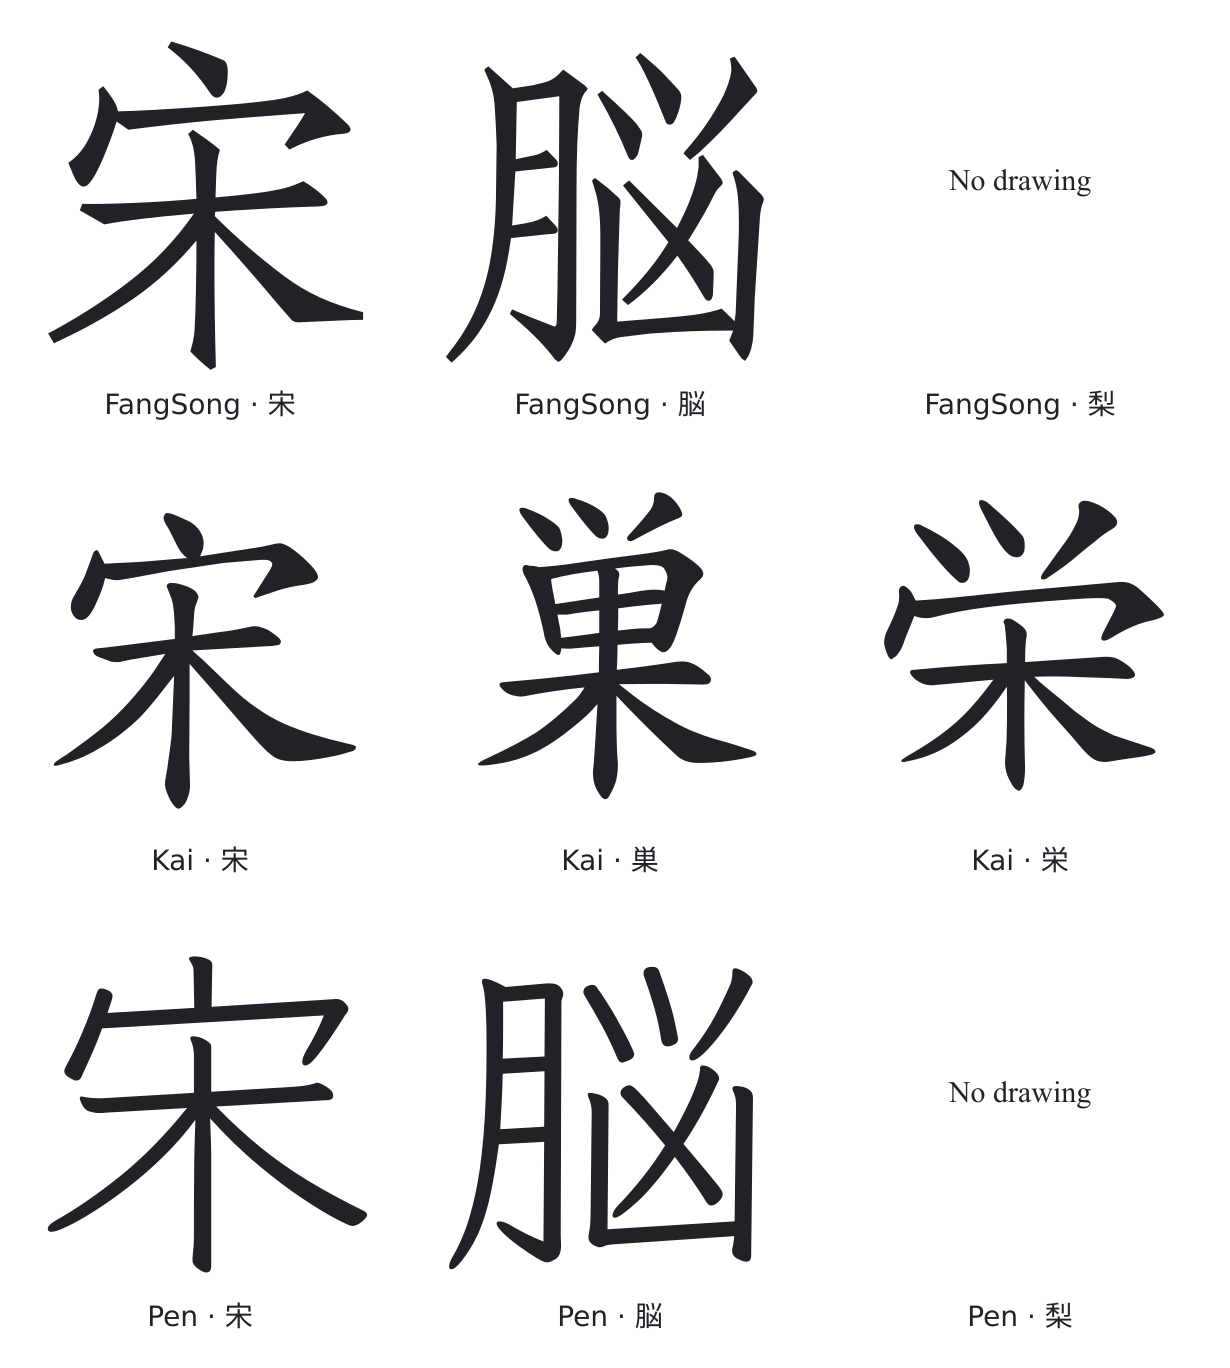 宋 脳 No drawing
FangSong · 宋 FangSong · 脳 FangSong · 梨
宋 巣 栄
Kai · 宋 Kai · 巣 Kai · 栄
宋 脳 No drawing
Pen · 宋 Pen · 脳 Pen · 梨